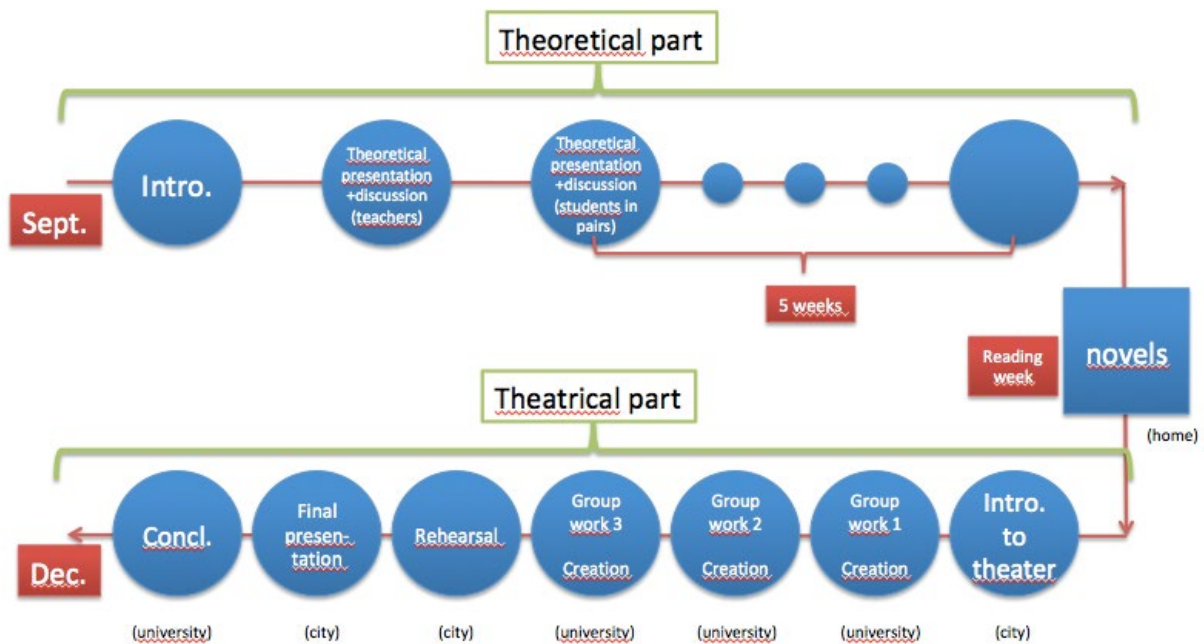 Theoretical part
Intro.
Theoretical
presentation
+discussion
(teachers)
Theoretical
presentation
+discussion
(students in
pairs)
Sept.
5 weeks
Reading
week
novels
(home)
Theatrical part
Concl.
Final
presen-
tation
Rehearsal
Group
work 3
Creation
Group
work 2
Creation
Group
work 1
Creation
Intro.
to
theater
Dec.
(university)
(city)
(city)
(university)
(university)
(university)
(city)